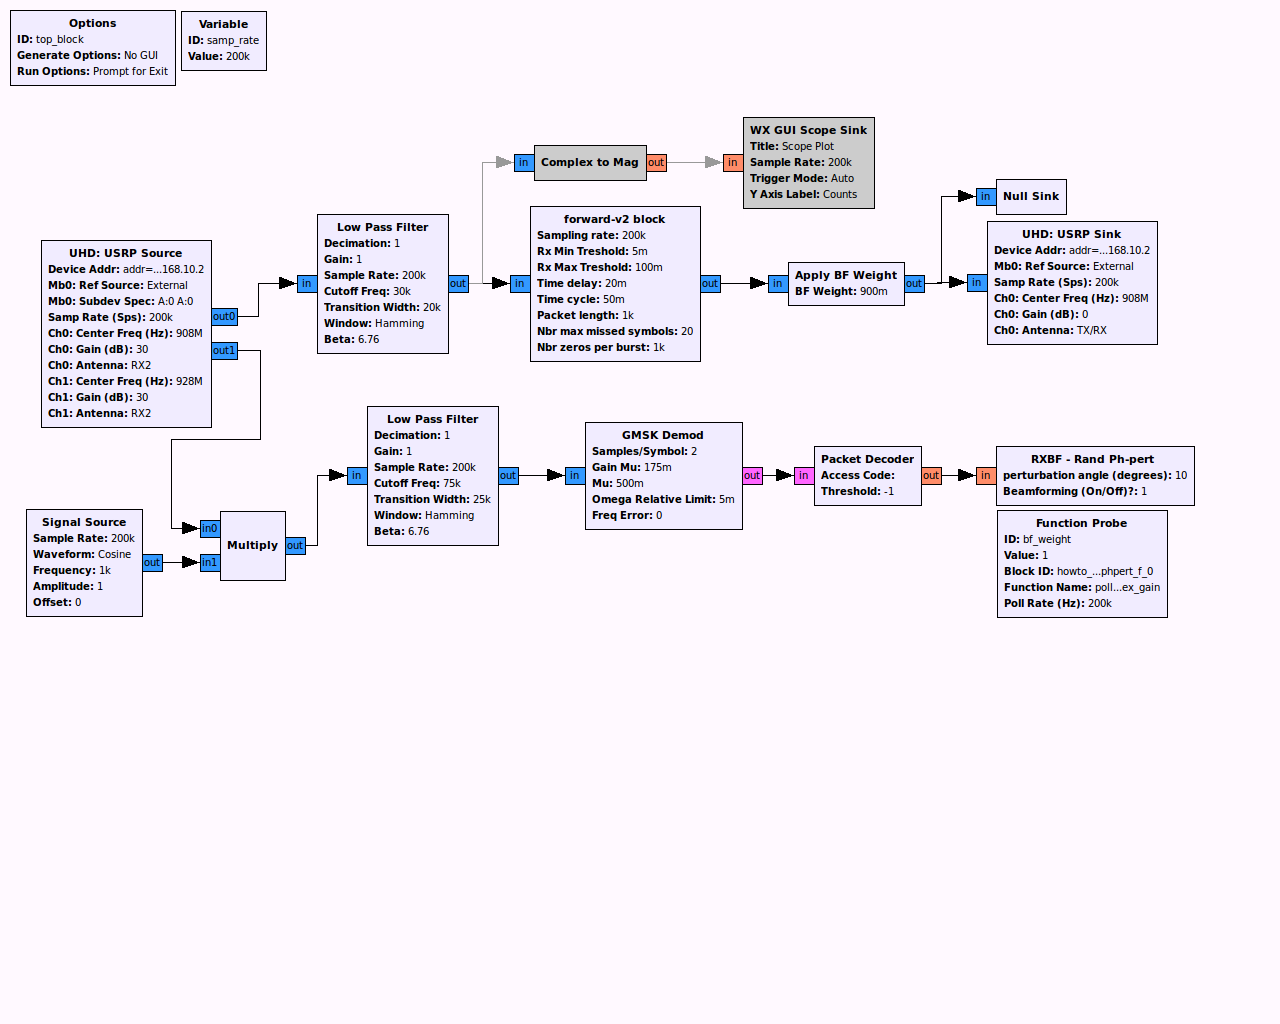 Options
ID: top_block
Generate Options: No GUI
Run Options: Prompt for Exit
Variable
ID: samp_rate
Value: 200k
in
Complex to Mag
out
in
WX GUI Scope Sink
Title: Scope Plot
Sample Rate: 200k
Trigger Mode: Auto
Y Axis Label: Counts
UHD: USRP Source
Device Addr: addr=...168.10.2
Mb0: Ref Source: External
Mb0: Subdev Spec: A:0 A:0
Samp Rate (Sps): 200k
Ch0: Center Freq (Hz): 908M
Ch0: Gain (dB): 30
Ch0: Antenna: RX2
Ch1: Center Freq (Hz): 928M
Ch1: Gain (dB): 30
Ch1: Antenna: RX2
out0
out1
in
Low Pass Filter
Decimation: 1
Gain: 1
Sample Rate: 200k
Cutoff Freq: 30k
Transition Width: 20k
Window: Hamming
Beta: 6.76
out
in
forward-v2 block
Sampling rate: 200k
Rx Min Treshold: 5m
Rx Max Treshold: 100m
Time delay: 20m
Time cycle: 50m
Packet length: 1k
Nbr max missed symbols: 20
Nbr zeros per burst: 1k
out
in
Apply BF Weight
BF Weight: 900m
out
in
Null Sink
in
UHD: USRP Sink
Device Addr: addr=...168.10.2
Mb0: Ref Source: External
Samp Rate (Sps): 200k
Ch0: Center Freq (Hz): 908M
Ch0: Gain (dB): 0
Ch0: Antenna: TX/RX
Signal Source
Sample Rate: 200k
Waveform: Cosine
Frequency: 1k
Amplitude: 1
Offset: 0
out
in0
in1
Multiply
out
in
Low Pass Filter
Decimation: 1
Gain: 1
Sample Rate: 200k
Cutoff Freq: 75k
Transition Width: 25k
Window: Hamming
Beta: 6.76
out
in
GMSK Demod
Samples/Symbol: 2
Gain Mu: 175m
Mu: 500m
Omega Relative Limit: 5m
Freq Error: 0
out
in
Packet Decoder
Access Code:
Threshold: -1
out
in
RXBF - Rand Ph-pert
perturbation angle (degrees): 10
Beamforming (On/Off)?: 1
Function Probe
ID: bf_weight
Value: 1
Block ID: howto_...phpert_f_0
Function Name: poll...ex_gain
Poll Rate (Hz): 200k